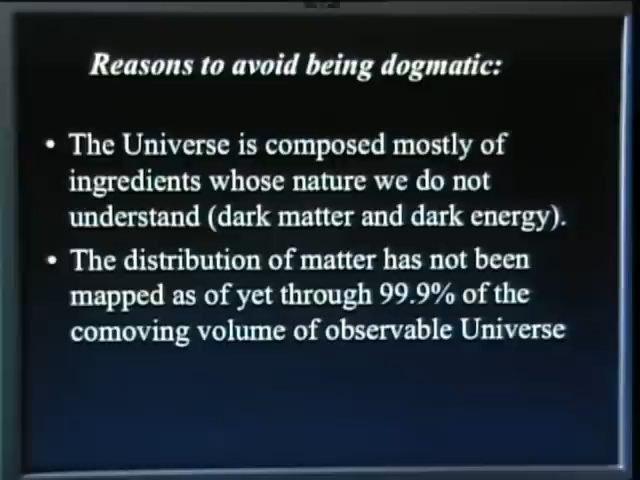 Reasons to avoid being dogmatic:
• The Universe is composed mostly of
ingredients whose nature we do not
understand (dark matter and dark energy).
• The distribution of matter has not been
mapped as of yet through 99.9% of the
comoving volume of observable Universe